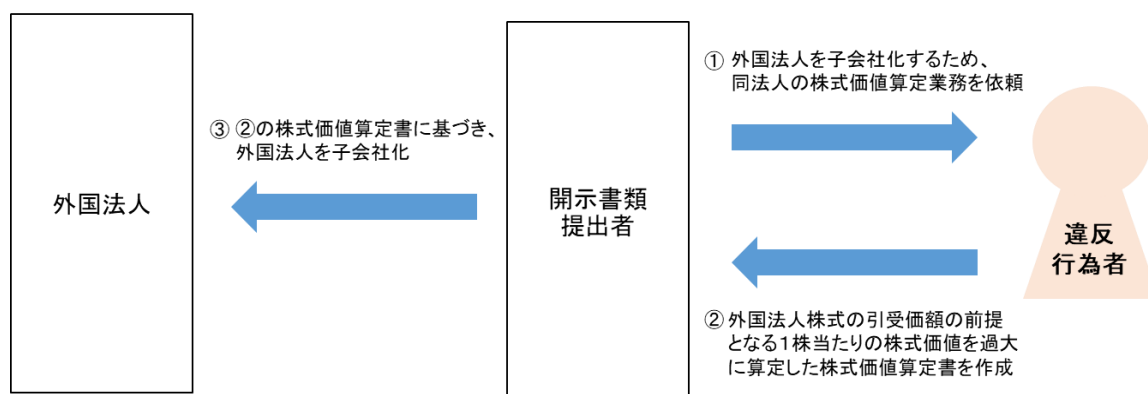 外国法人
③ ②の株式価値算定書に基づき、
外国法人を子会社化
開示書類
提出者
① 外国法人を子会社化するため、
同法人の株式価値算定業務を依頼
違反
行為者
② 外国法人株式の引受価額の前提
となる1株当たりの株式価値を過大
に算定した株式価値算定書を作成